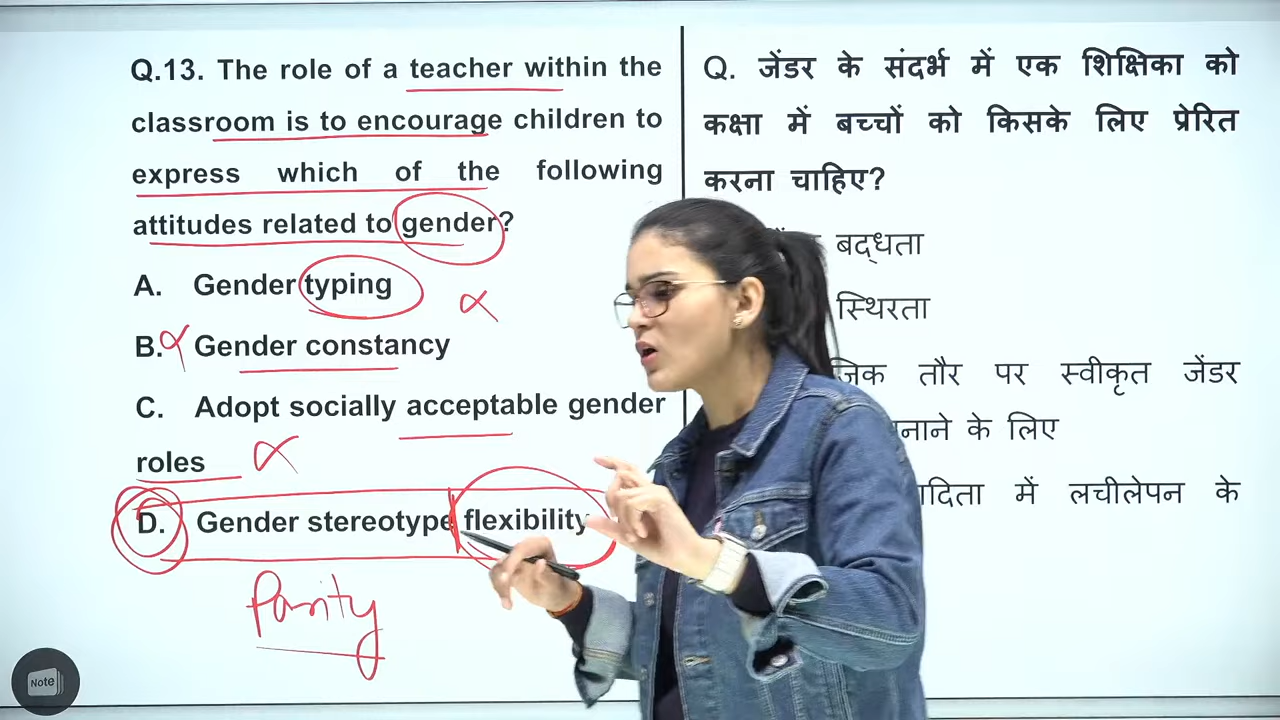 Q.13. The role of a teacher within the
classroom is to encourage children to
express which of the following
attitudes related to gender?
A. Gender typing
B. Gender constancy
C. Adopt socially acceptable gender
roles
D. Gender stereotype flexibility
Parity
Note
Q. जेंडर के संदर्भ में एक शिक्षिका को
कक्षा में बच्चों को किसके लिए प्रेरित
करना चाहिए?
बद्धता
स्थिरता
तौर पर स्वीकृत जेंडर
के लिए
में लचीलेपन के